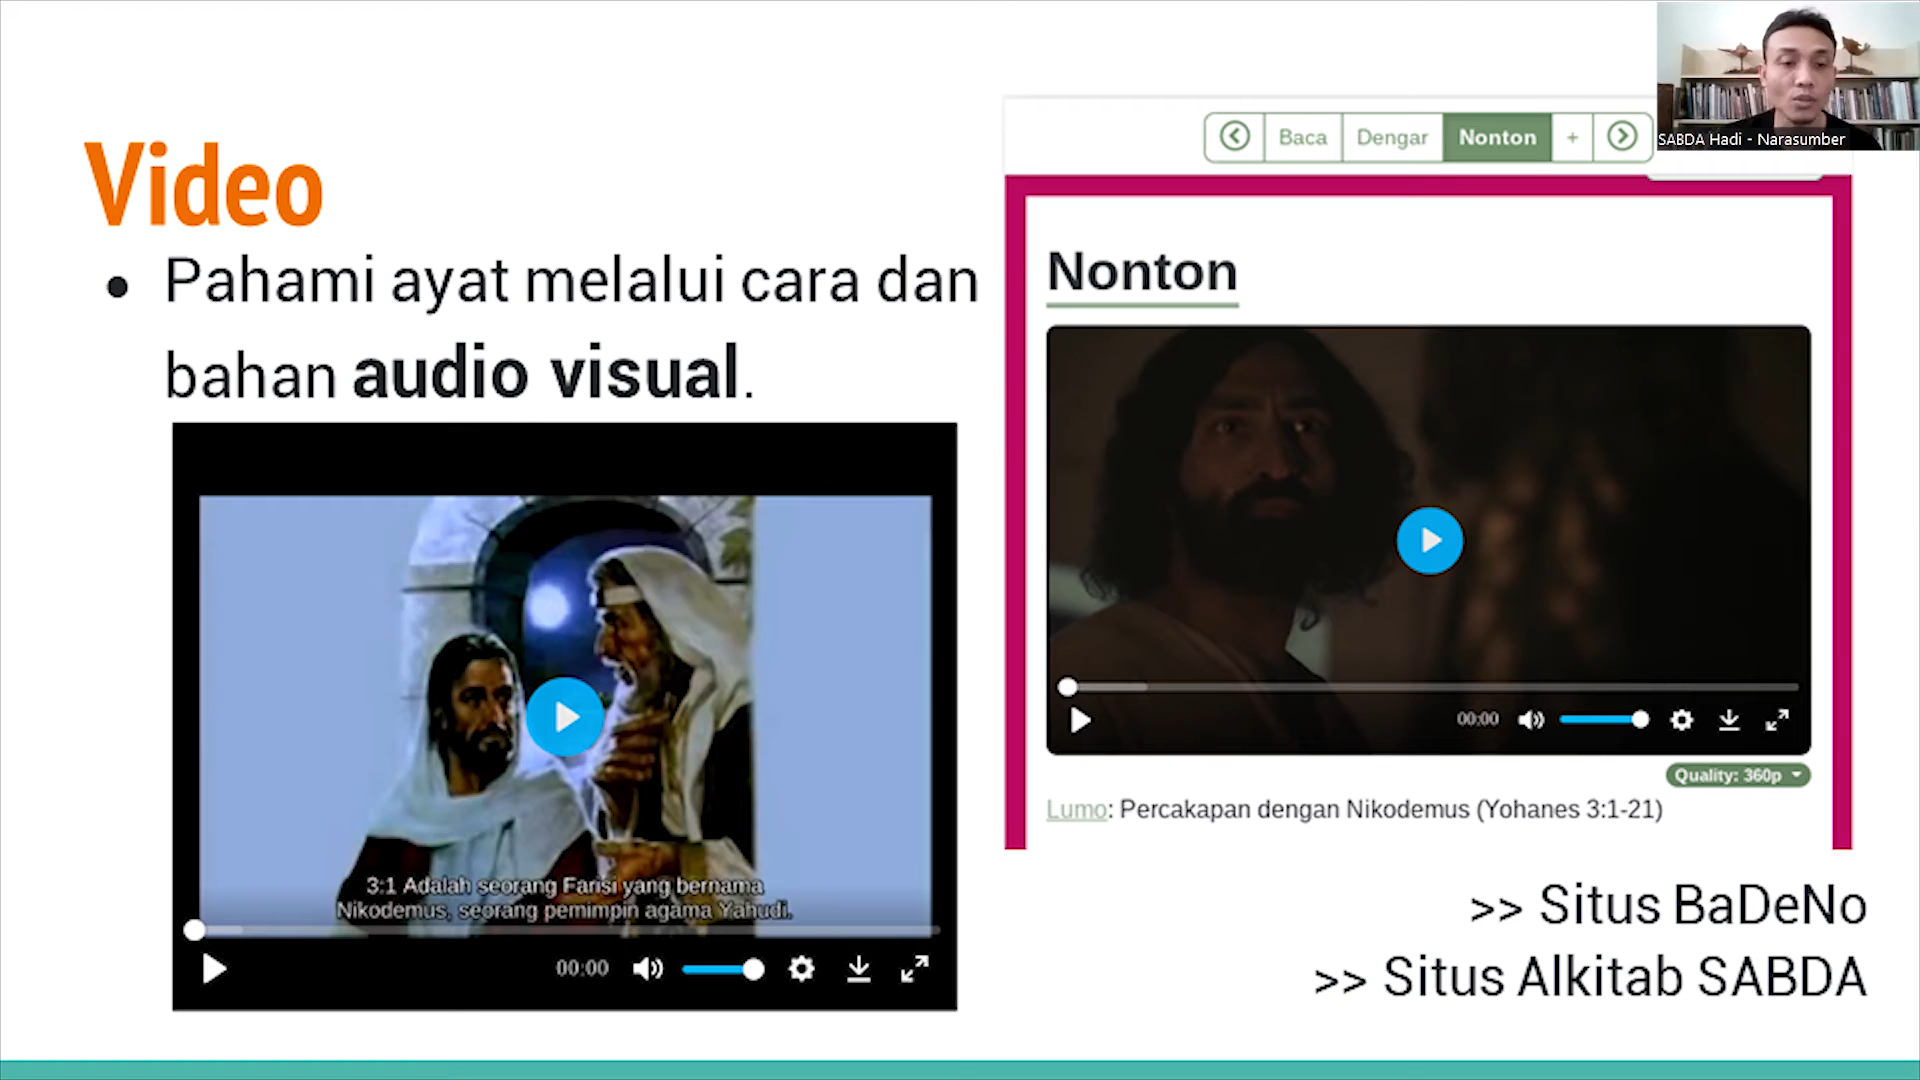 SABDA Hadi - Narasumber
Baca Dengar Nonton +
Video
Pahami ayat melalui cara dan
bahan audio visual.
3:1 Adalah seorang Farisi yang bernama
Nikodemus, seorang pemimpin agama Yahudi.
00:00
Nonton
00:00
Quality: 360p
Lumo: Percakapan dengan Nikodemus (Yohanes 3:1-21)
>> Situs BaDeNo
>> Situs Alkitab SABDA